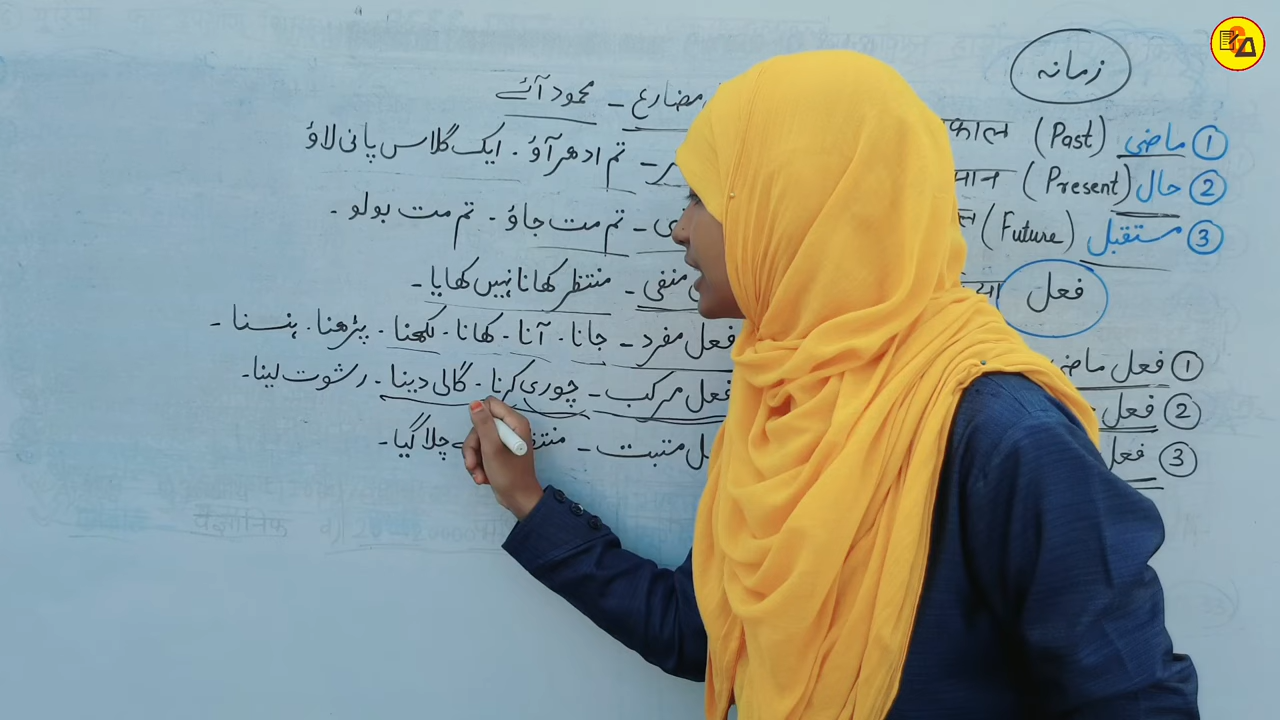 زمانہ
① ماضی (Past) काल
② حال (Present) मान
③ مستقبل (Future)
فعل
① فعل ماضی
② فعل
③ فعل
مضارع ـ محمود آئے
ـ تم ادھر آؤ ۔ ایک گلاس پانی لاؤ
ـ تم مت جاؤ ۔ تم مت بولو ۔
منفی ـ منتظر کھانا نہیں کھایا ۔
فعل مفرد ـ جانا ۔ آنا ۔ کھانا ۔ لکھنا ۔ پڑھنا ۔ ہنسنا ۔
فعل مرکب ـ چوری کرنا ۔ گالی دینا ۔ رشوت لینا ۔
متبت ـ چلا گیا ۔